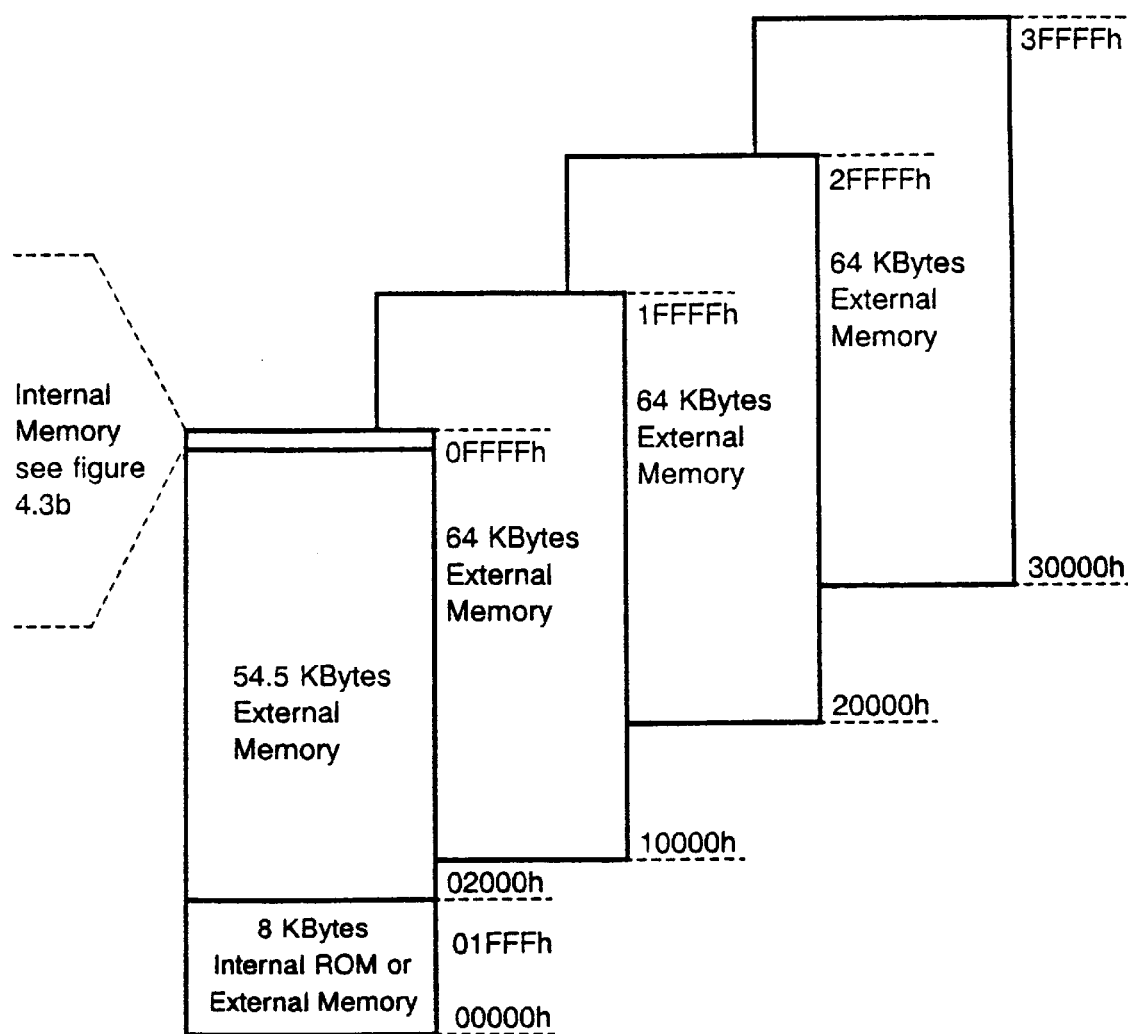 3FFFFh
2FFFFh
64 KBytes
External
Memory
1FFFFh
64 KBytes
External
Memory
Internal
Memory
see figure
4.3b
0FFFFh
64 KBytes
External
Memory
30000h
54.5 KBytes
External
Memory
20000h
10000h
02000h
8 KBytes
Internal ROM or
External Memory
01FFFh
00000h